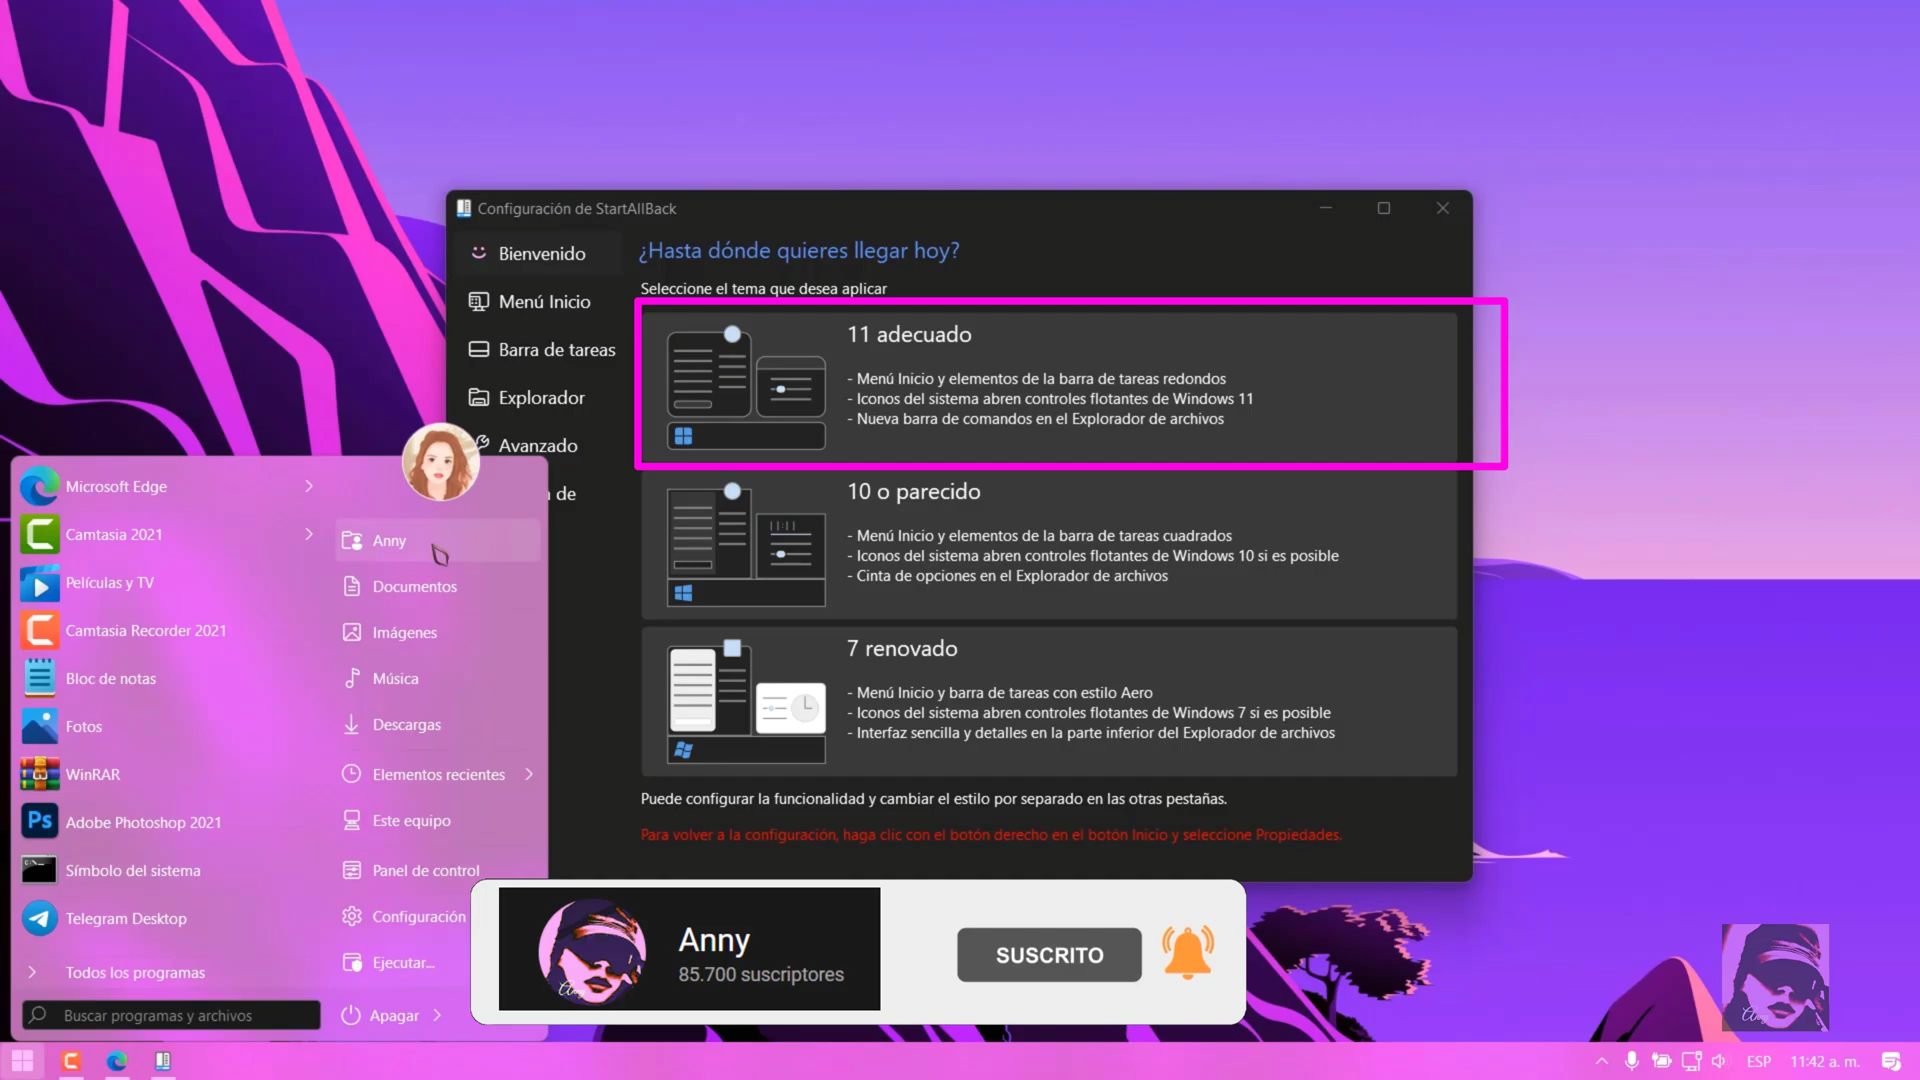 Configuración de StartAllBack
Bienvenido
Menú Inicio
Barra de tareas
Explorador
Avanzado
de
¿Hasta dónde quieres llegar hoy?
Seleccione el tema que desea aplicar
11 adecuado
- Menú Inicio y elementos de la barra de tareas redondos
- Iconos del sistema abren controles flotantes de Windows 11
- Nueva barra de comandos en el Explorador de archivos
10 o parecido
- Menú Inicio y elementos de la barra de tareas cuadrados
- Iconos del sistema abren controles flotantes de Windows 10 si es posible
- Cinta de opciones en el Explorador de archivos
11:11
7 renovado
- Menú Inicio y barra de tareas con estilo Aero
- Iconos del sistema abren controles flotantes de Windows 7 si es posible
- Interfaz sencilla y detalles en la parte inferior del Explorador de archivos
Puede configurar la funcionalidad y cambiar el estilo por separado en las otras pestañas.
Para volver a la configuración, haga clic con el botón derecho en el botón Inicio y seleccione Propiedades.
Microsoft Edge
Camtasia 2021
Películas y TV
Camtasia Recorder 2021
Bloc de notas
Fotos
WinRAR
Ps
Adobe Photoshop 2021
Símbolo del sistema
Telegram Desktop
Todos los programas
Buscar programas y archivos
Anny
Documentos
Imágenes
Música
Descargas
Elementos recientes
Este equipo
Panel de control
Configuración
Ejecutar...
Apagar
Anny
85.700 suscriptores
SUSCRITO
ESP
11:42 a. m.